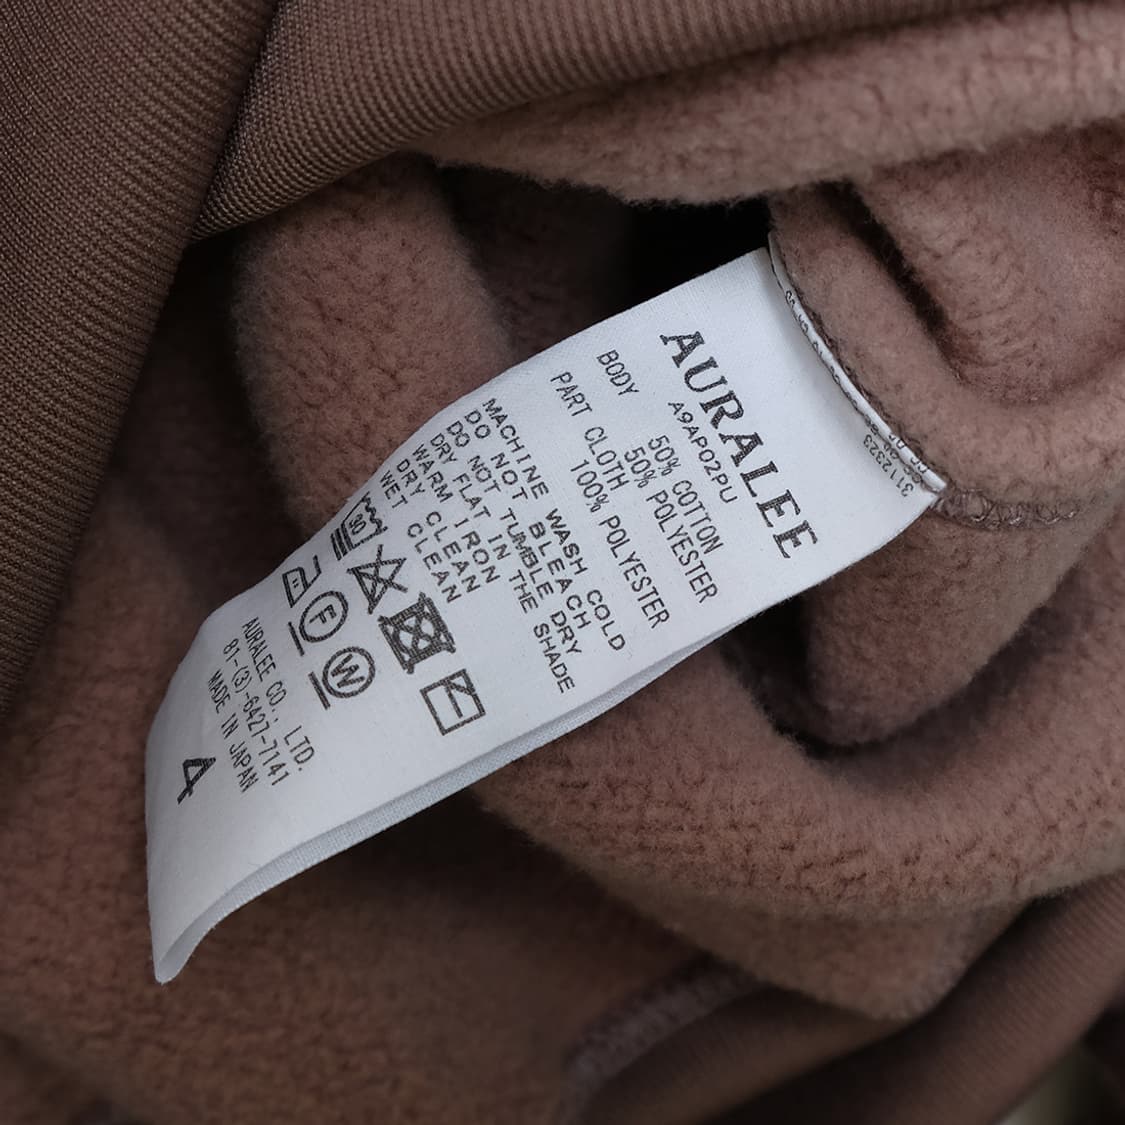 AURALEE
A9AP02PU
BODY
50% COTTON
50% POLYESTER
PART CLOTH
100% POLYESTER
MACHINE WASH COLD
DO NOT BLEACH
DO NOT TUMBLE DRY
DRY FLAT IN THE SHADE
WARM IRON
DRY CLEAN
WET CLEAN
30
F
W
AURALEE CO., LTD.
81-(3)-6427-7141
MADE IN JAPAN
4
3112323